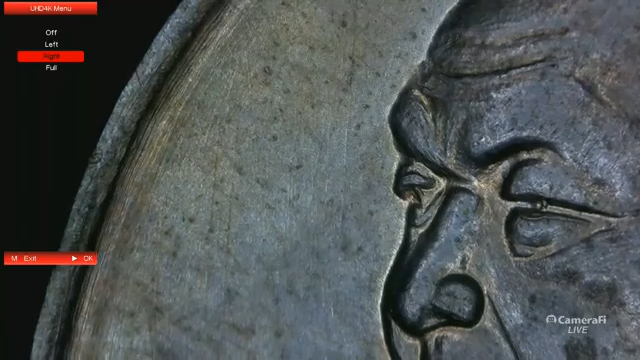 UHD4K Menu
Off
Left
Right
Full
M Exit ▶ OK
CameraFi
LIVE